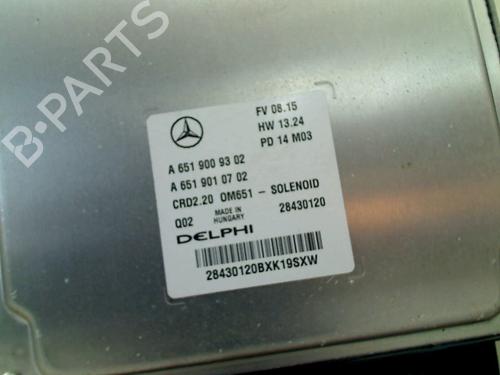 FV 08.15
HW 13.24
PD 14 M03
A 651 900 93 02
A 651 901 07 02
CRD2.20 OM651 - SOLENOID
Q02 MADE IN HUNGARY 28430120
DELPHI
28430120BXK19SXW
B-PARTS